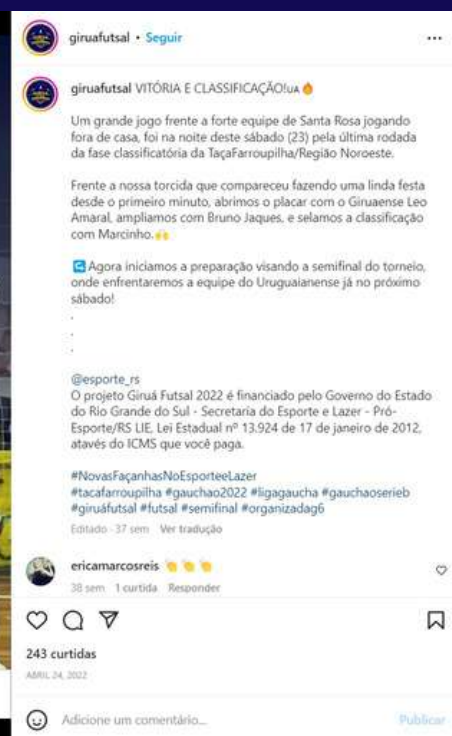 giruafutsal • Seguir
giruafutsal VITÓRIA E CLASSIFICAÇÃO!UA🔥
Um grande jogo frente a forte equipe de Santa Rosa jogando
fora de casa, foi na noite deste sábado (23) pela última rodada
da fase classificatória da TaçaFarroupilha/Região Noroeste.
Frente a nossa torcida que compareceu fazendo uma linda festa
desde o primeiro minuto, abrimos o placar com o Giruaense Leo
Amaral, ampliamos com Bruno Jaques, e selamos a classificação
com Marcinho.🙌
Agora iniciamos a preparação visando a semifinal do torneio,
onde enfrentaremos a equipe do Uruguaianense já no próximo
sábado!
.
.
.
@esporte_rs
O projeto Giruá Futsal 2022 é financiado pelo Governo do Estado
do Rio Grande do Sul - Secretaria do Esporte e Lazer - Pró-
Esporte/RS LIE, Lei Estadual nº 13.924 de 17 de janeiro de 2012,
atavés do ICMS que você paga.
#NovasFaçanhasNoEsporteeLazer
#tacafarroupilha #gauchao2022 #ligagaucha #gauchaoserieb
#giruáfutsal #futsal #semifinal #organizadag6
Editado · 37 sem Ver tradução
ericamarcosreis 👏👏👏
38 sem 1 curtida Responder
243 curtidas
ABRIL 24, 2022
Adicione um comentário... Publicar